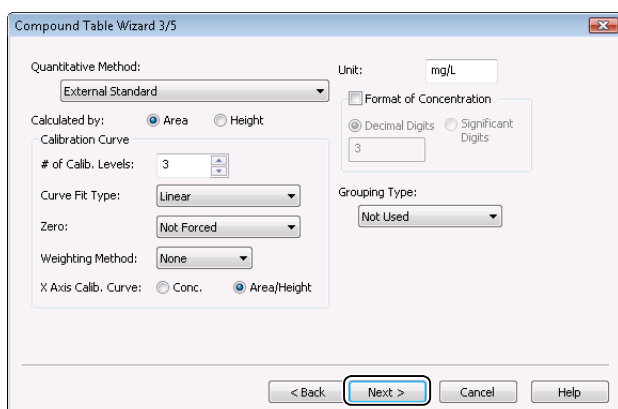 Compound Table Wizard 3/5
Quantitative Method:
External Standard
Calculated by: Area Height
Calibration Curve
# of Calib. Levels: 3
Curve Fit Type: Linear
Zero: Not Forced
Weighting Method: None
X Axis Calib. Curve: Conc. Area/Height
Unit: mg/L
Format of Concentration
Decimal Digits Significant
Digits
3
Grouping Type:
Not Used
< Back Next > Cancel Help